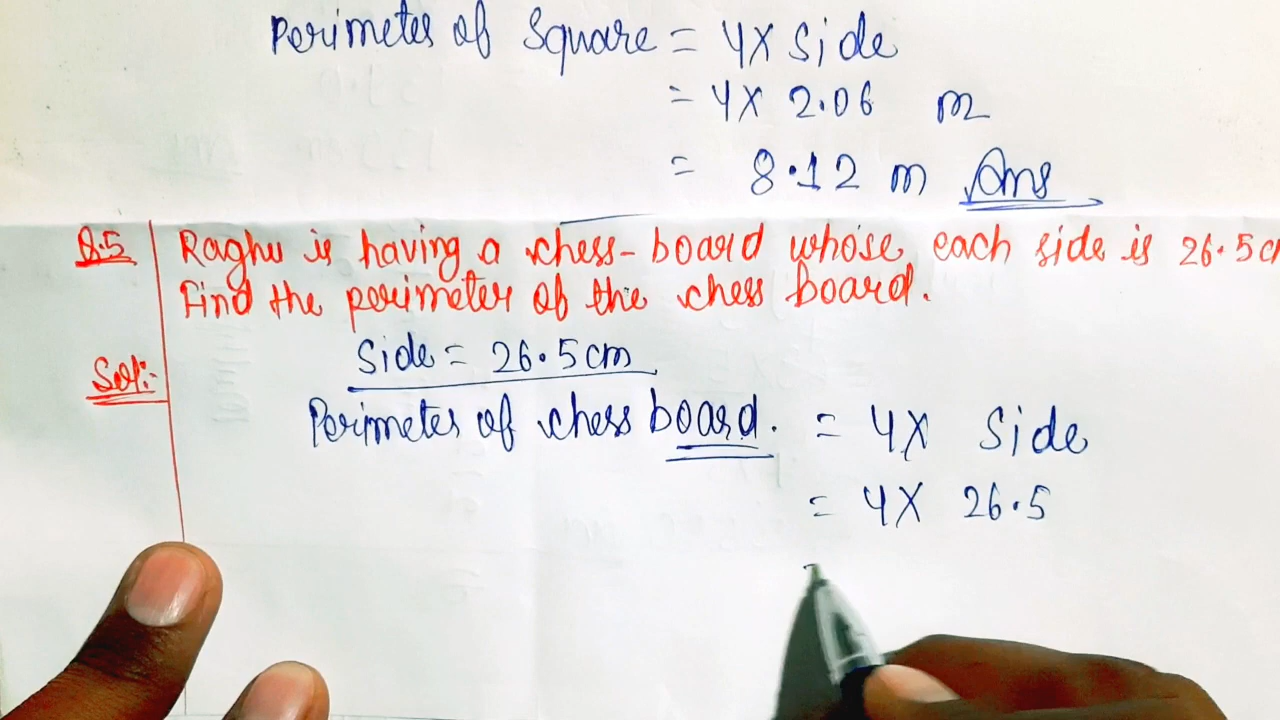 Perimeter of Square = 4X Side
= 4X 2.06 m
= 8.12 m Ans
Q.5 Raghu is having a chess-board whose each side is 26.5c
Find the perimeter of the chess board.
Sol:-
Side = 26.5cm
Perimeter of chess board. = 4X Side
= 4X 26.5